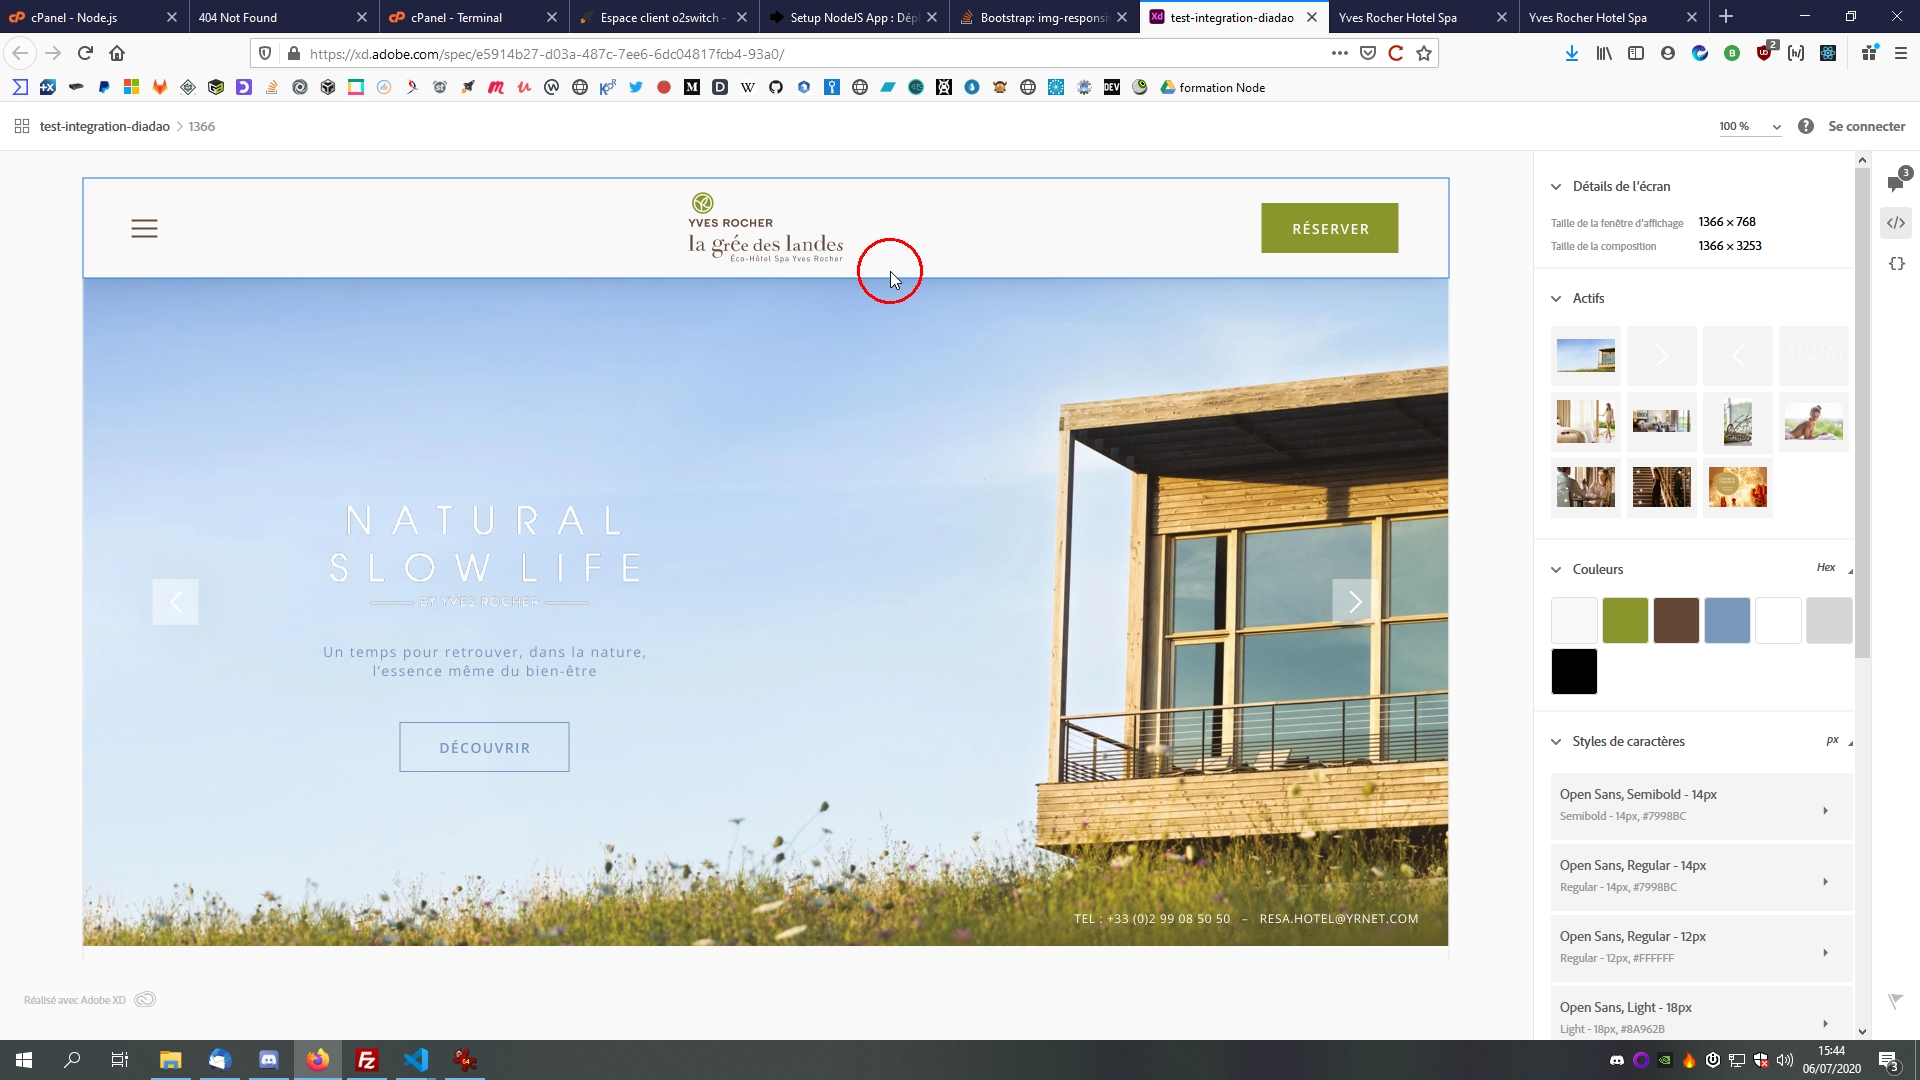 cPanel - Node.js
404 Not Found
cPanel - Terminal
Espace client o2switch -
Setup NodeJS App : Dépl
Bootstrap: img-responsi
test-integration-diadao
Yves Rocher Hotel Spa
Yves Rocher Hotel Spa
https://xd.adobe.com/spec/e5914b27-d03a-487c-7ee6-6dc04817fcb4-93a0/
2
formation Node
test-integration-diadao > 1366
100 %
Se connecter
YVES ROCHER
la grée des landes
Éco-Hôtel Spa Yves Rocher
RÉSERVER
NATURAL
SLOW LIFE
BY YVES ROCHER
Un temps pour retrouver, dans la nature,
l'essence même du bien-être
DÉCOUVRIR
TEL : +33 (0)2 99 08 50 50 – RESA.HOTEL@YRNET.COM
Réalisé avec Adobe XD
Détails de l'écran
Taille de la fenêtre d'affichage 1366 x 768
Taille de la composition 1366 x 3253
3
Actifs
Couleurs
Hex
Styles de caractères
px
Open Sans, Semibold - 14px
Semibold - 14px, #7998BC
Open Sans, Regular - 14px
Regular - 14px, #7998BC
Open Sans, Regular - 12px
Regular - 12px, #FFFFFF
Open Sans, Light - 18px
Light - 18px, #8A962B
15:44
06/07/2020
3